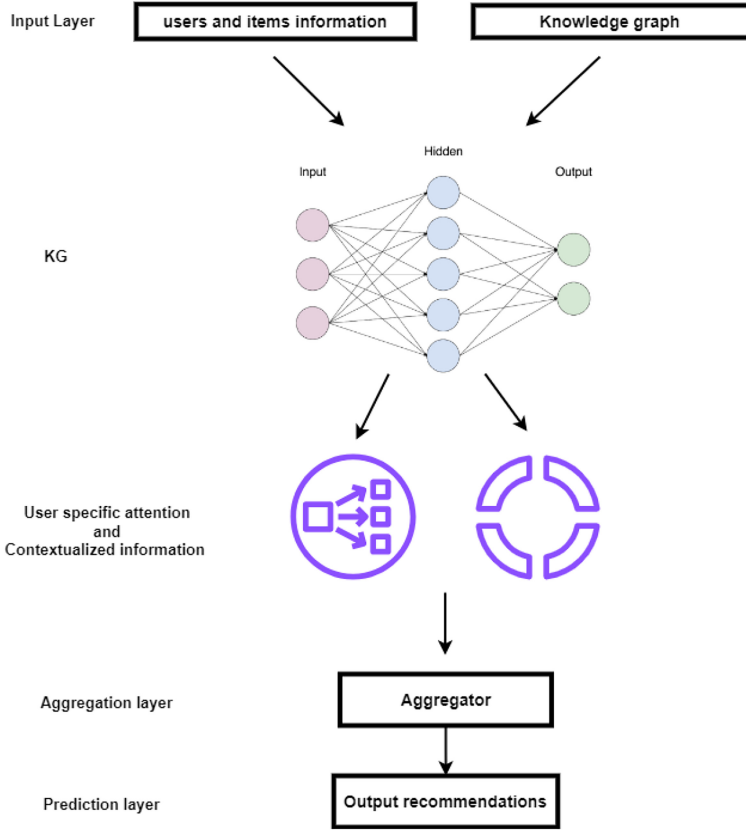 Input Layer
users and items information
Knowledge graph
Hidden
Input
Output
KG
User specific attention
and
Contextualized information
Aggregation layer
Aggregator
Prediction layer
Output recommendations